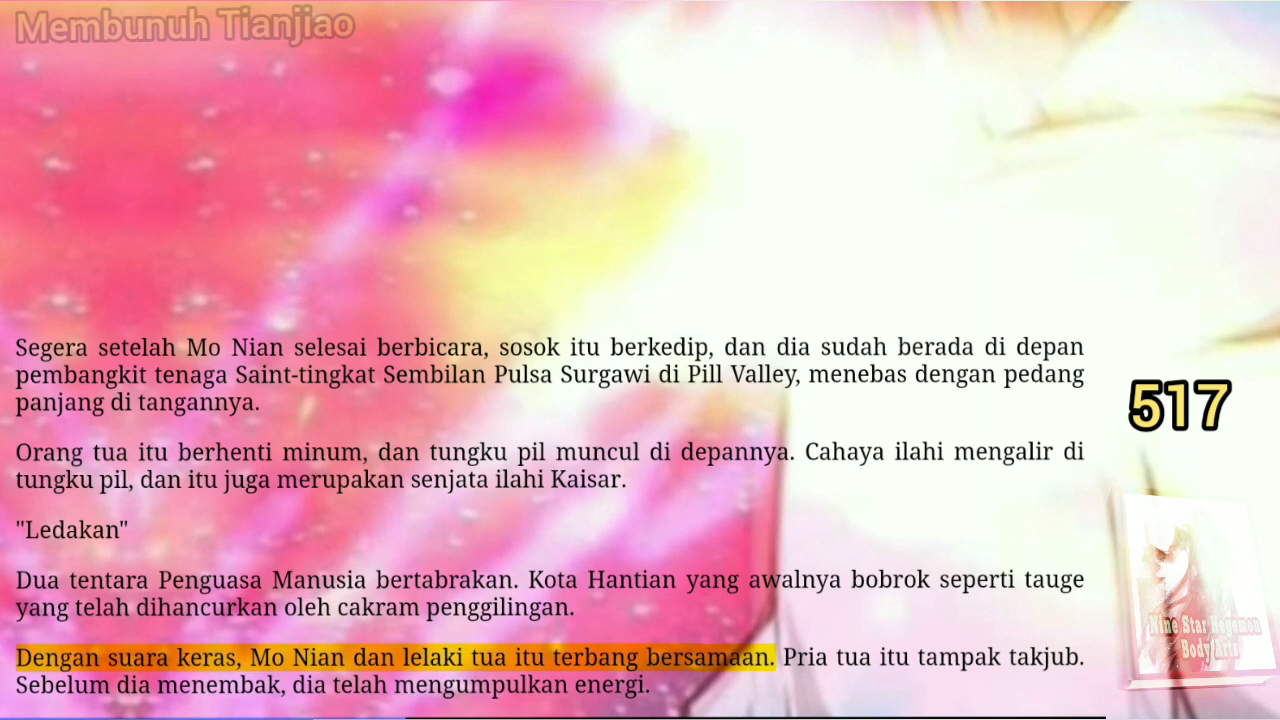 Membunuh Tianjiao
Segera setelah Mo Nian selesai berbicara, sosok itu berkedip, dan dia sudah berada di depan
pembangkit tenaga Saint-tingkat Sembilan Pulsa Surgawi di Pill Valley, menebas dengan pedang
panjang di tangannya.
517
Orang tua itu berhenti minum, dan tungku pil muncul di depannya. Cahaya ilahi mengalir di
tungku pil, dan itu juga merupakan senjata ilahi Kaisar.
"Ledakan"
Dua tentara Penguasa Manusia bertabrakan. Kota Hantian yang awalnya bobrok seperti tauge
yang telah dihancurkan oleh cakram penggilingan.
Dengan suara keras, Mo Nian dan lelaki tua itu terbang bersamaan. Pria tua itu tampak takjub.
Sebelum dia menembak, dia telah mengumpulkan energi.
Nine Star Hegemon
Body Arts